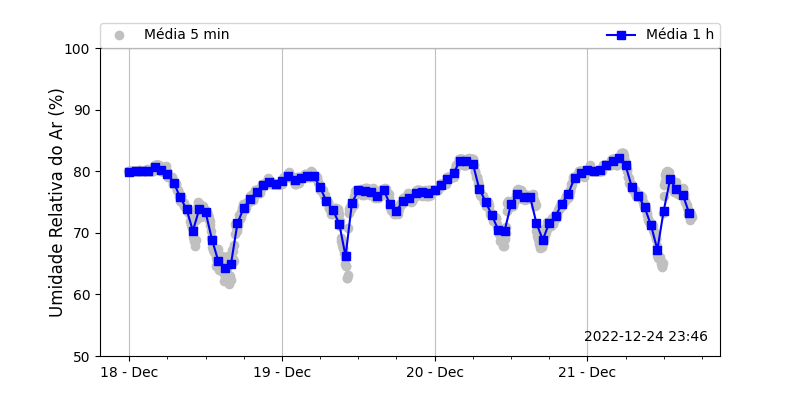 Média 5 min
Média 1 h
100
90
80
70
60
50
Umidade Relativa do Ar (%)
2022-12-24 23:46
18 - Dec
19 - Dec
20 - Dec
21 - Dec